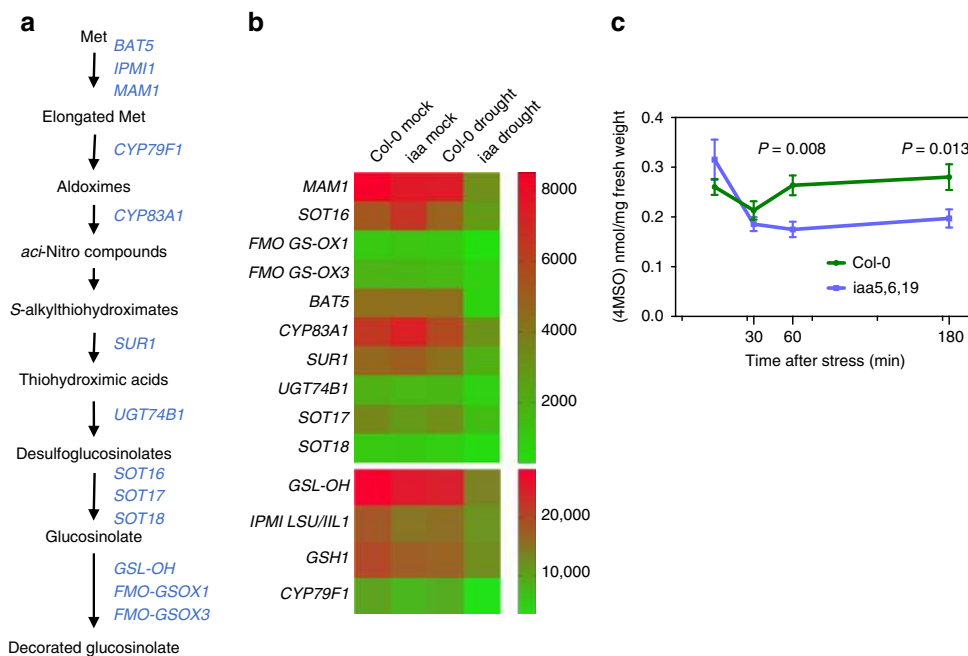 a
Met
BAT5
IPMI1
MAM1
Elongated Met
CYP79F1
Aldoximes
CYP83A1
aci-Nitro compounds
S-alkylthiohydroximates
SUR1
Thiohydroximic acids
UGT74B1
Desulfoglucosinolates
SOT16
SOT17
SOT18
Glucosinolate
GSL-OH
FMO-GSOX1
FMO-GSOX3
Decorated glucosinolate
b
Col-0 mock
iaa mock
Col-0 drought
iaa drought
MAM1
SOT16
FMO GS-OX1
FMO GS-OX3
BAT5
CYP83A1
SUR1
UGT74B1
SOT17
SOT18
8000
6000
4000
2000
GSL-OH
IPMI LSU/IIL1
GSH1
CYP79F1
20,000
10,000
c
(4MSO) nmol/mg fresh weight
0.4
0.3
0.2
0.1
0.0
P = 0.008
P = 0.013
Col-0
iaa5,6,19
30 60 180
Time after stress (min)